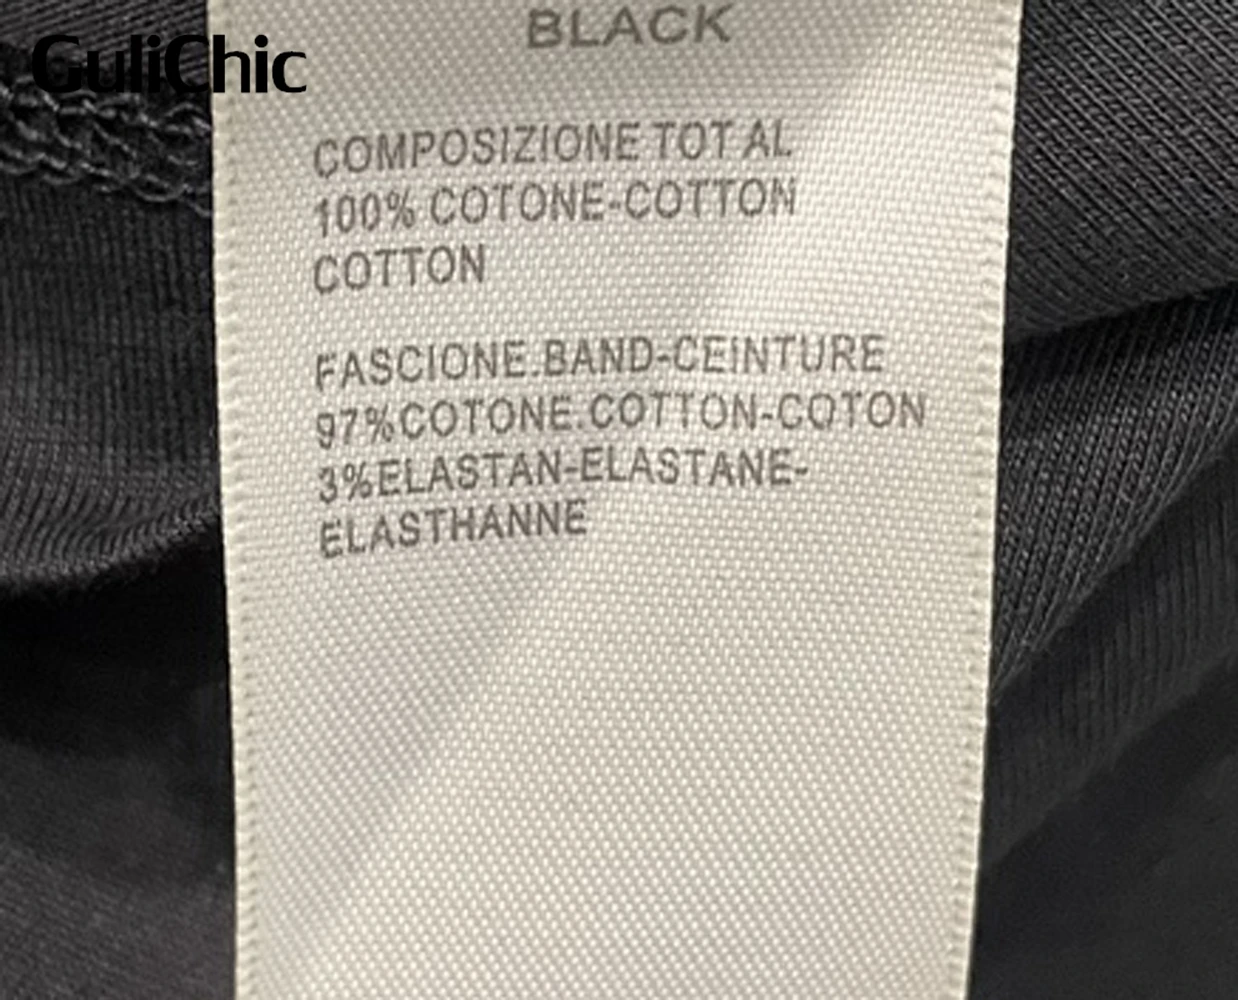 BLACK
GuliChic
COMPOSIZIONE TOT AL
100% COTONE-COTTON
COTTON
FASCIONE.BAND-CEINTURE
97%COTONE.COTTON-COTON
3%ELASTAN-ELASTANE-
ELASTHANNE